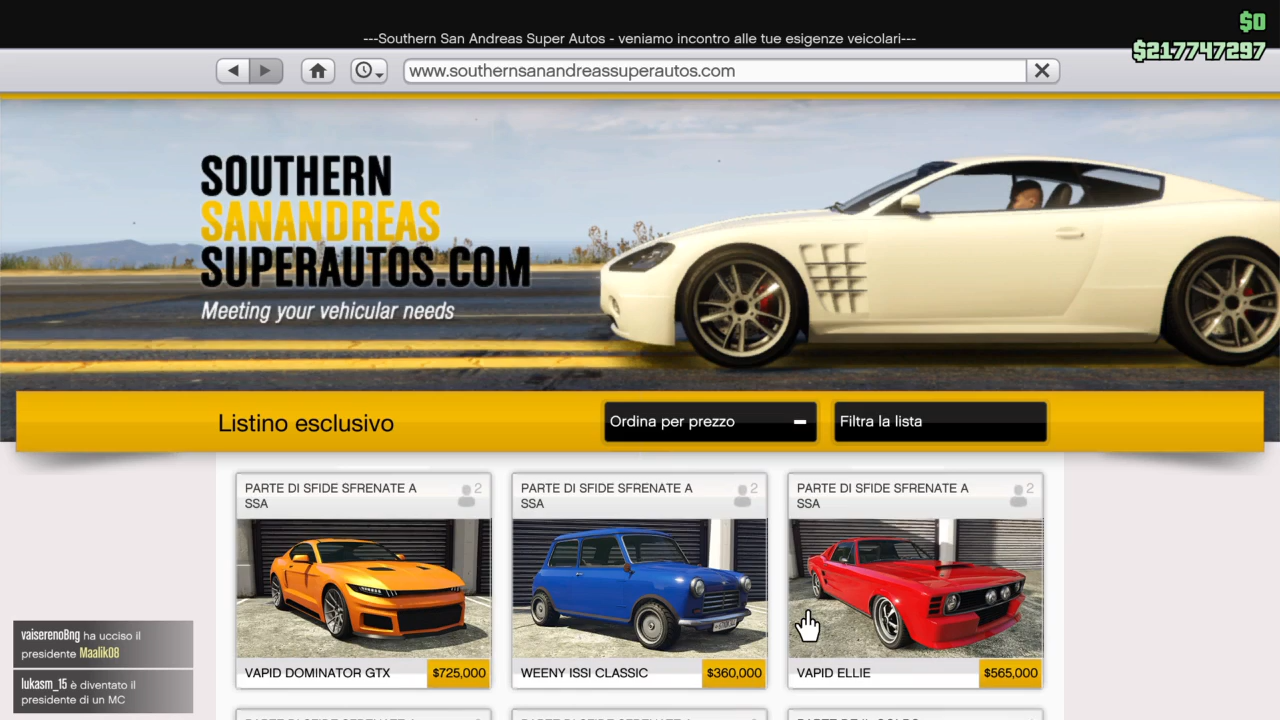 ---Southern San Andreas Super Autos - veniamo incontro alle tue esigenze veicolari---
$0
$217747297
www.southernsanandreassuperautos.com
SOUTHERN
SANANDREAS
SUPERAUTOS.COM
Meeting your vehicular needs
Listino esclusivo
Ordina per prezzo
Filtra la lista
PARTE DI SFIDE SFRENATE A
SSA
2
PARTE DI SFIDE SFRENATE A
SSA
2
PARTE DI SFIDE SFRENATE A
SSA
2
VAPID DOMINATOR GTX
$725,000
WEENY ISSI CLASSIC
$360,000
VAPID ELLIE
$565,000
vaiserenoBng ha ucciso il
presidente Maalik08
lukasm_15 è diventato il
presidente di un MC